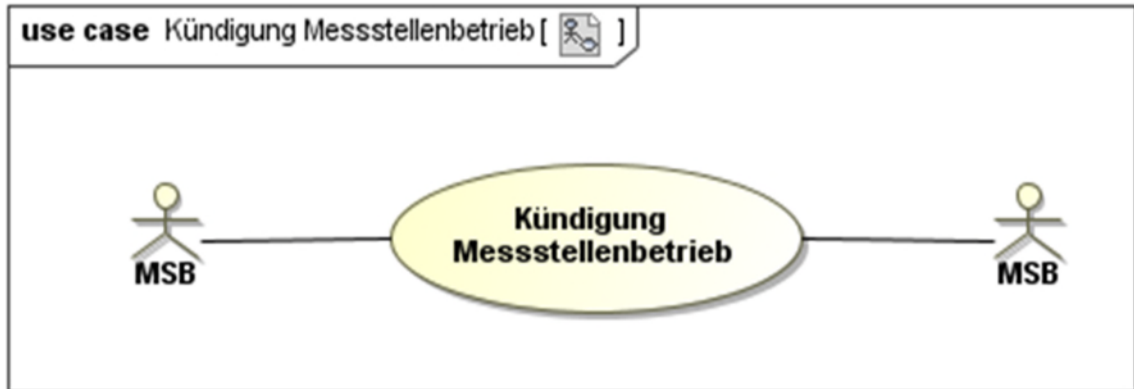 use case Kündigung Messstellenbetrieb [ ]
Kündigung
Messstellenbetrieb
MSB
MSB